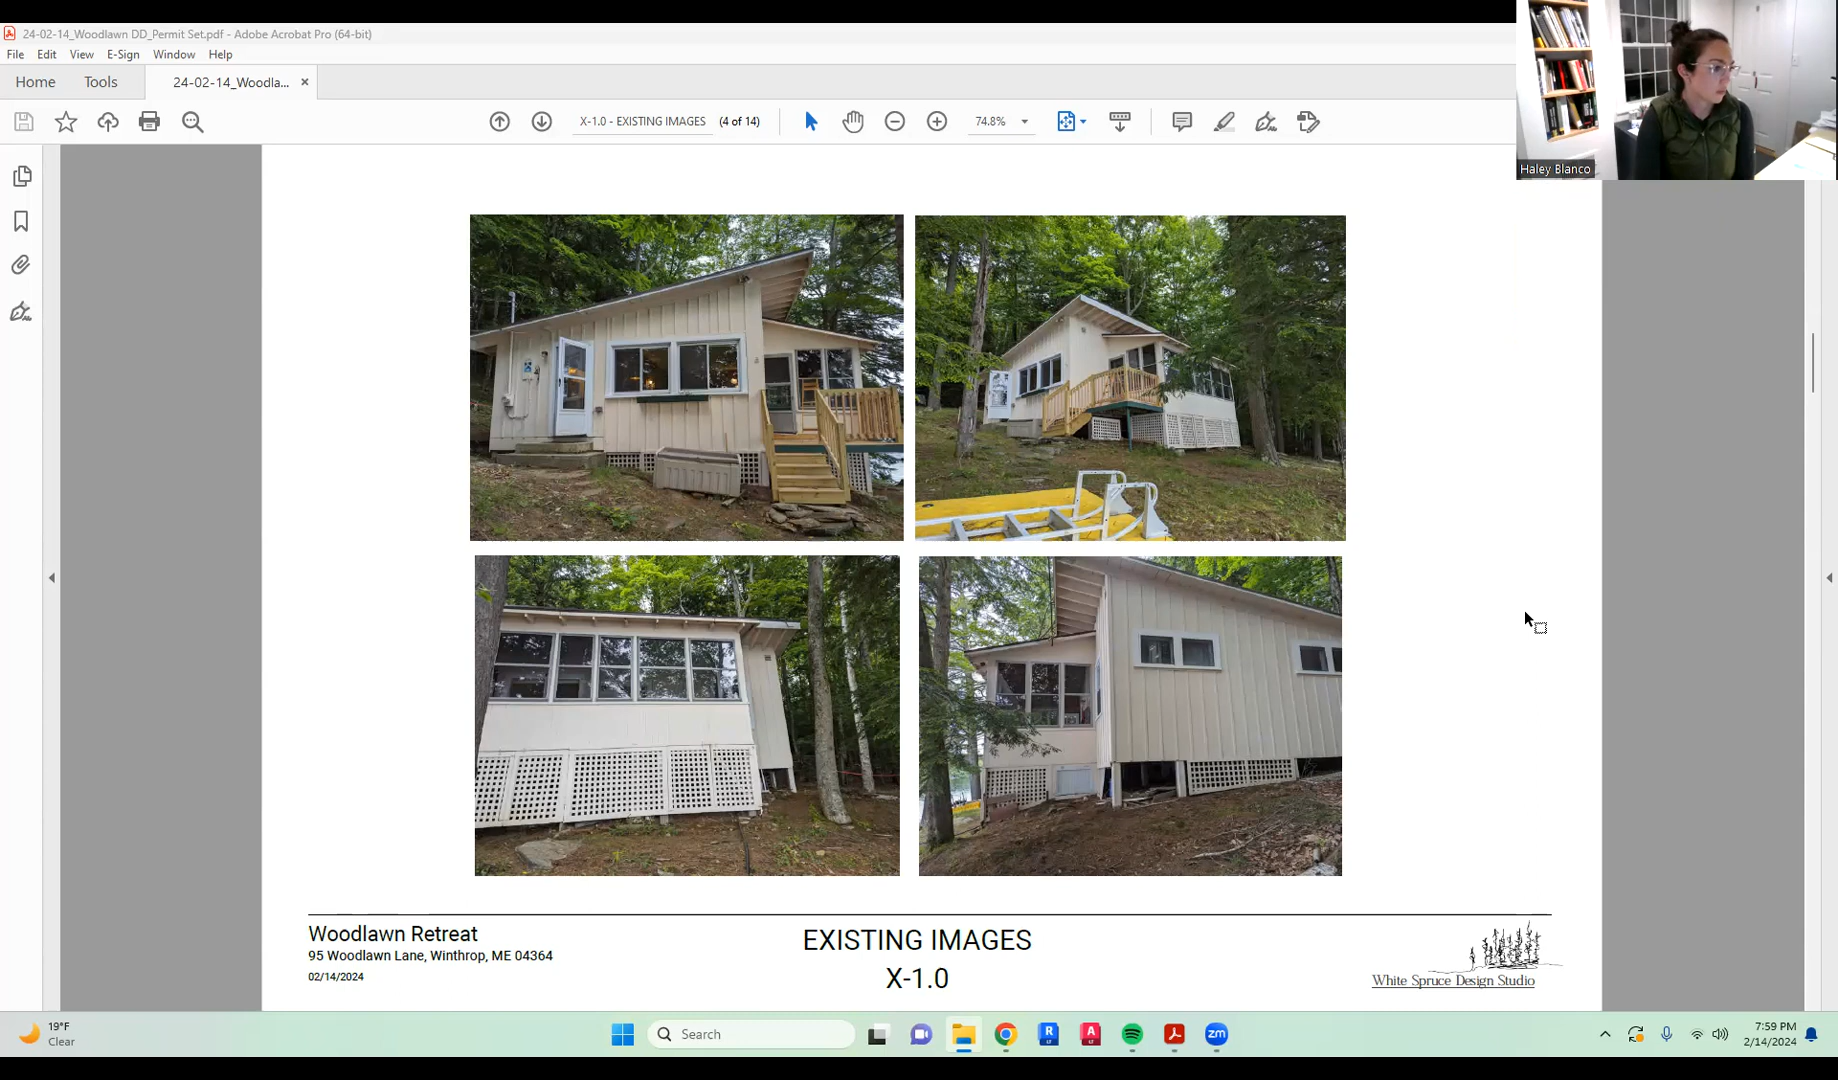 24-02-14_Woodlawn DD_Permit Set.pdf - Adobe Acrobat Pro (64-bit)
File Edit View E-Sign Window Help
Home Tools 24-02-14_Woodla... ×
X-1.0 - EXISTING IMAGES (4 of 14) 74.8%
Haley Blanco
Woodlawn Retreat
95 Woodlawn Lane, Winthrop, ME 04364
02/14/2024
EXISTING IMAGES
X-1.0
White Spruce Design Studio
19°F
Clear
Search
R
LT
A
LT
zm
7:59 PM
2/14/2024